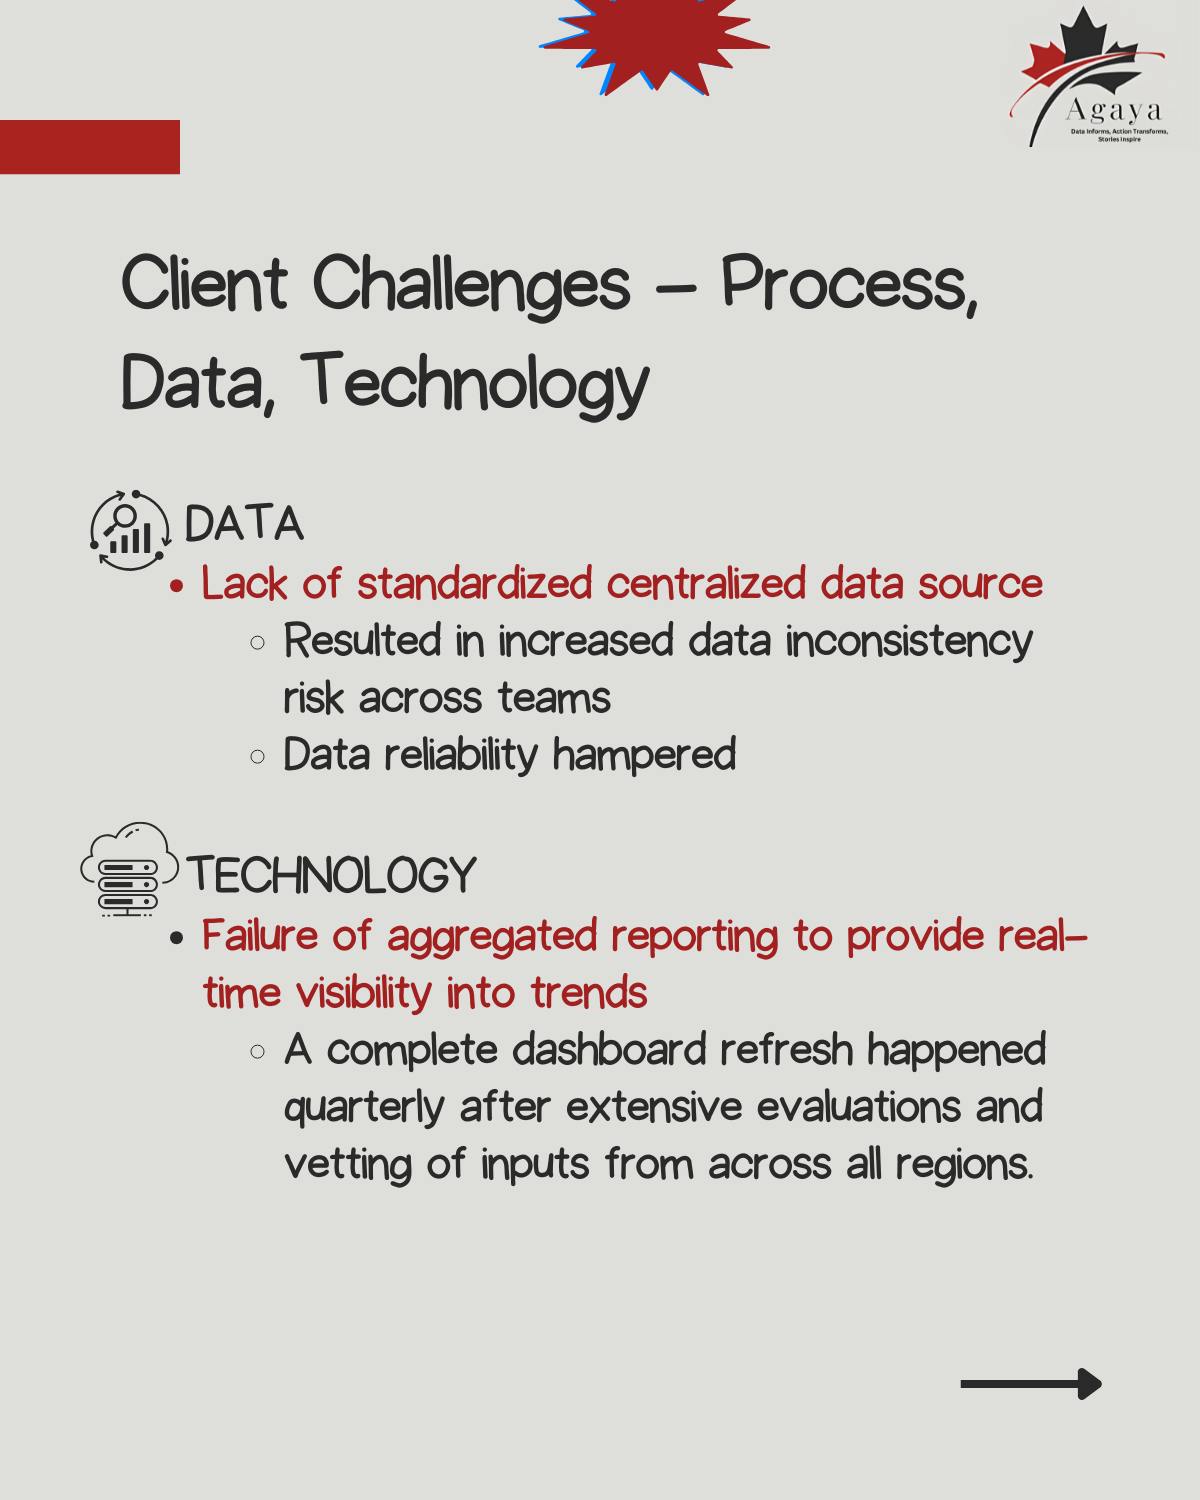 Agaya
Data Informs, Action Transforms,
Stories Inspire
Client Challenges – Process,
Data, Technology
DATA
• Lack of standardized centralized data source
○ Resulted in increased data inconsistency
risk across teams
○ Data reliability hampered
TECHNOLOGY
• Failure of aggregated reporting to provide real-
time visibility into trends
○ A complete dashboard refresh happened
quarterly after extensive evaluations and
vetting of inputs from across all regions.